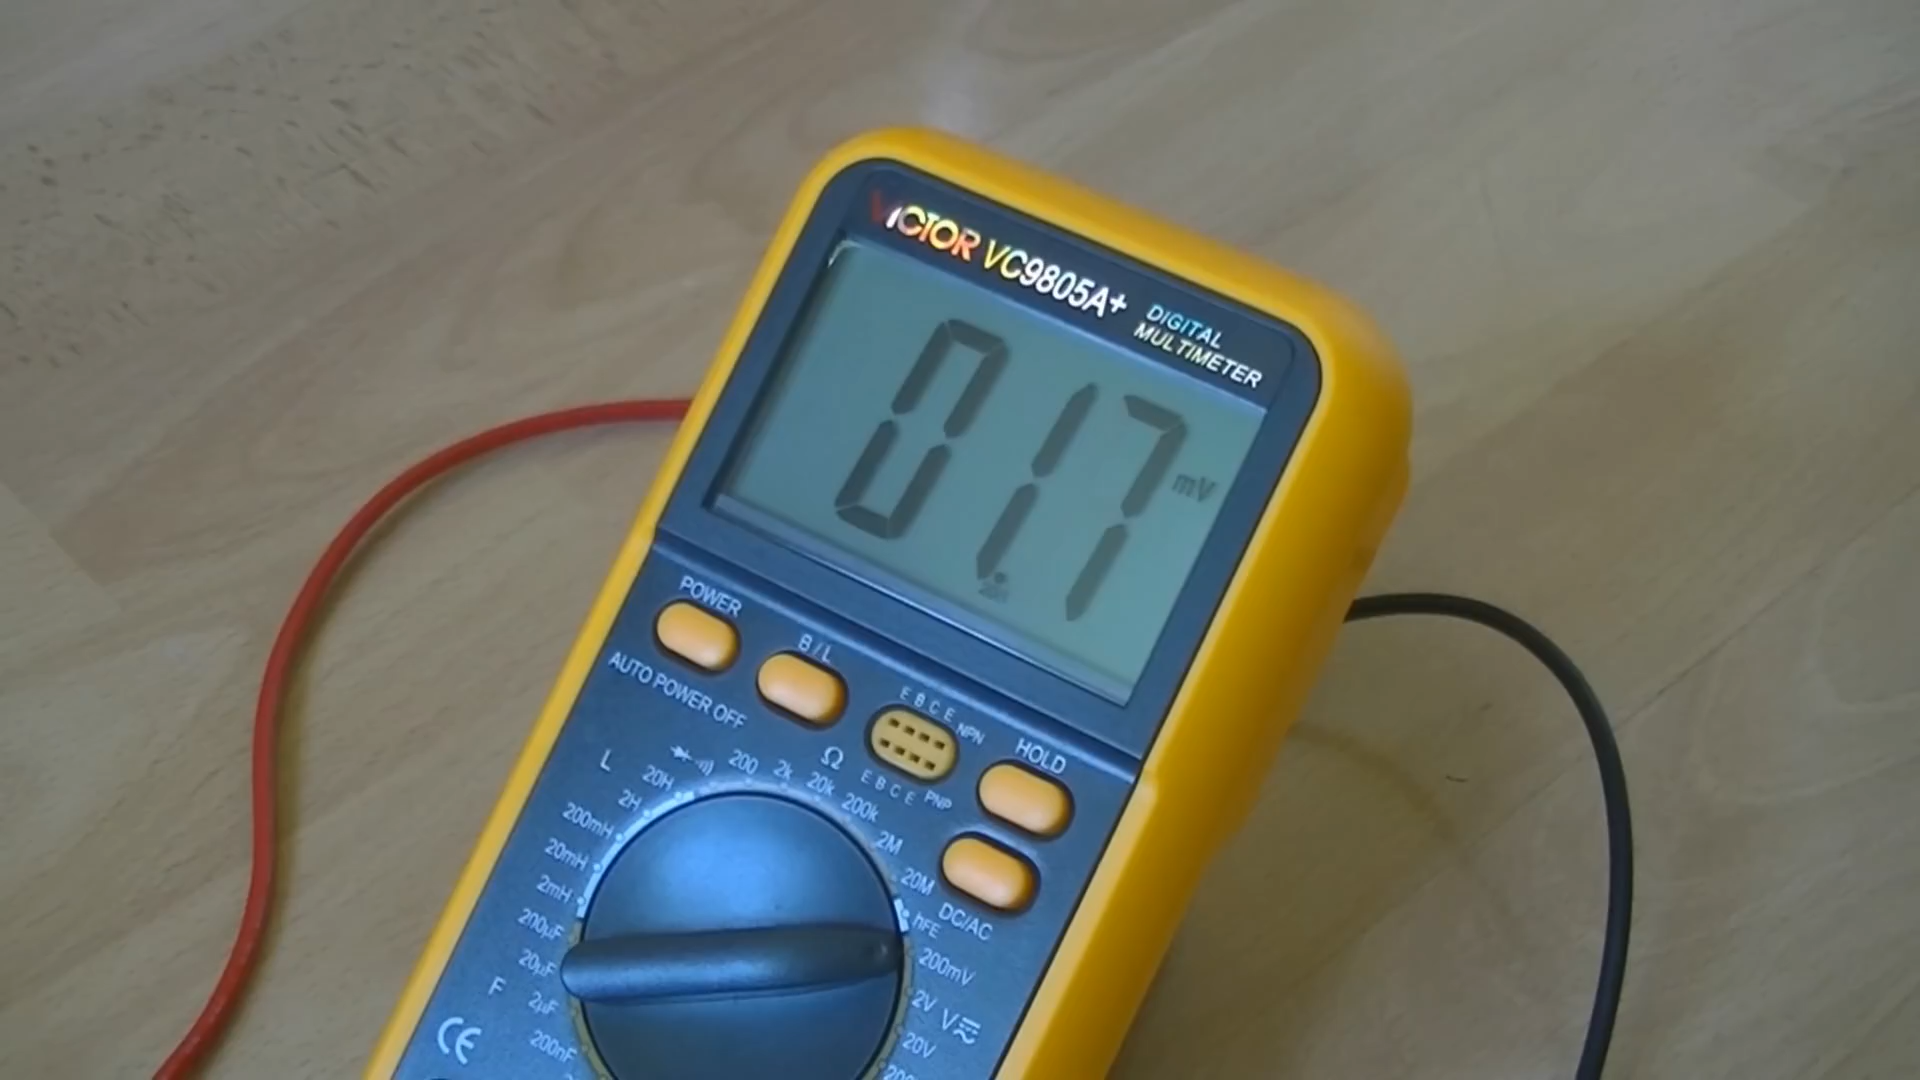 VICTOR VC9805A+
DIGITAL
MULTIMETER
01.7 mV
POWER
B/L
AUTO POWER OFF
E B C E NPN
E B C E PNP
HOLD
DC/AC
Ω
200
2k
20k
200k
2M
20M
hFE
200mV
2V
V
20V
L
20H
2H
200mH
20mH
2mH
200µF
20µF
F
2µF
200nF
CE